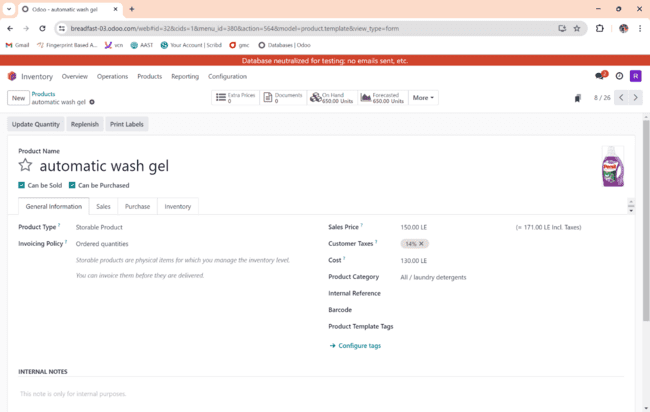 Odoo - automatic wash gel
breadfast-03.odoo.com/web#id=32&cids=1&menu_id=380&action=564&model=product.template&view_type=form
Gmail Fingerprint Based A... vcn AAST Your Account | Scribd gmc Databases | Odoo
Database neutralized for testing: no emails sent, etc.
Inventory Overview Operations Products Reporting Configuration 2 R
New Products
automatic wash gel
Extra Prices 0 Documents 0 On Hand 650.00 Units Forecasted 650.00 Units More 8 / 26
Update Quantity Replenish Print Labels
Product Name
automatic wash gel
Can be Sold Can be Purchased
Persil
General Information Sales Purchase Inventory
Product Type ? Storable Product
Invoicing Policy ? Ordered quantities
Storable products are physical items for which you manage the inventory level.
You can invoice them before they are delivered.
Sales Price ? 150.00 LE (= 171.00 LE Incl. Taxes)
Customer Taxes ? 14%
Cost ? 130.00 LE
Product Category All / laundry detergents
Internal Reference
Barcode
Product Template Tags
Configure tags
INTERNAL NOTES
This note is only for internal purposes.